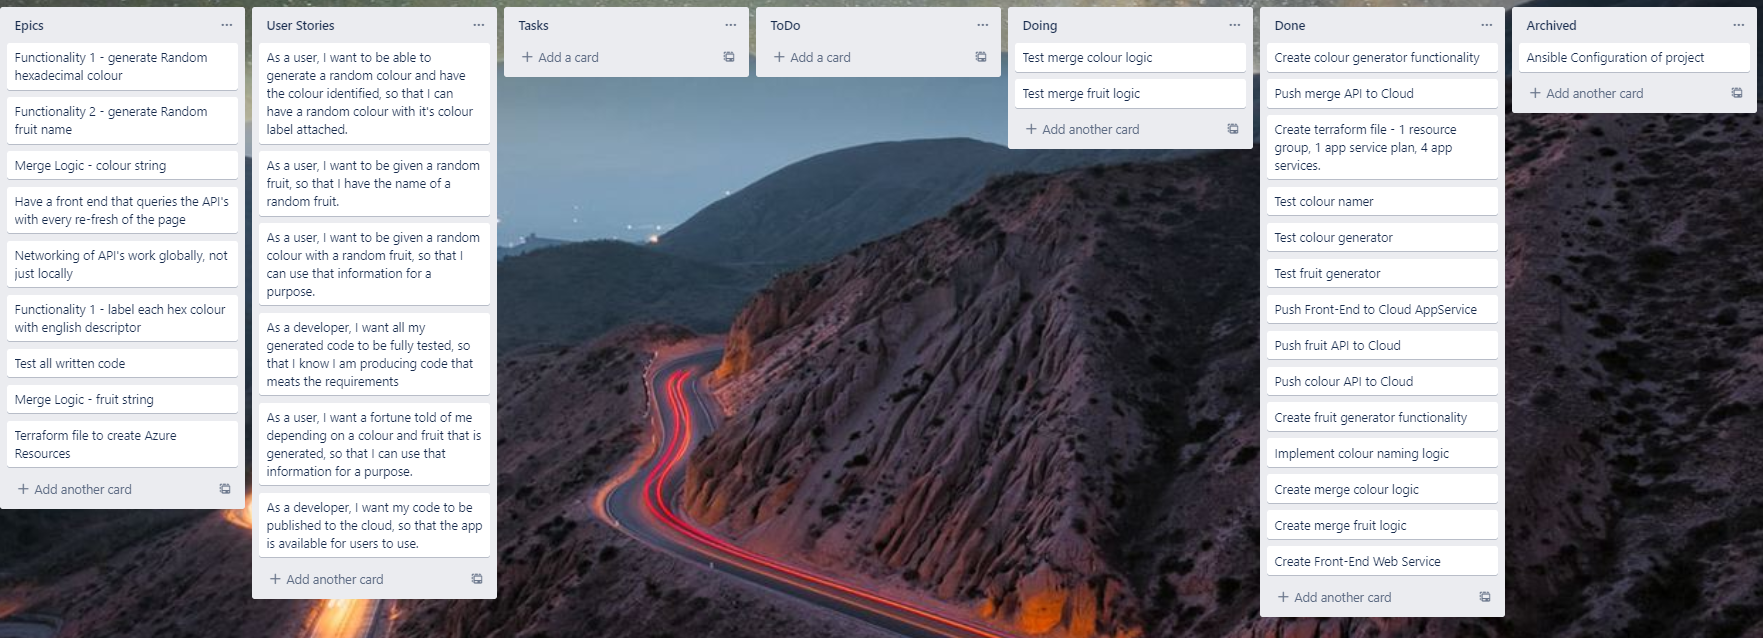 Epics
Functionality 1 - generate Random
hexadecimal colour
Functionality 2 - generate Random
fruit name
Merge Logic - colour string
Have a front end that queries the API's
with every re-fresh of the page
Networking of API's work globally, not
just locally
Functionality 1 - label each hex colour
with english descriptor
Test all written code
Merge Logic - fruit string
Terraform file to create Azure
Resources
+ Add another card
User Stories
As a user, I want to be able to
generate a random colour and have
the colour identified, so that I can
have a random colour with it's colour
label attached.
As a user, I want to be given a random
fruit, so that I have the name of a
random fruit.
As a user, I want to be given a random
colour with a random fruit, so that I
can use that information for a
purpose.
As a developer, I want all my
generated code to be fully tested, so
that I know I am producing code that
meats the requirements
As a user, I want a fortune told of me
depending on a colour and fruit that is
generated, so that I can use that
information for a purpose.
As a developer, I want my code to be
published to the cloud, so that the app
is available for users to use.
+ Add another card
Tasks
+ Add a card
ToDo
+ Add a card
Doing
Test merge colour logic
Test merge fruit logic
+ Add another card
Done
Create colour generator functionality
Push merge API to Cloud
Create terraform file - 1 resource
group, 1 app service plan, 4 app
services.
Test colour namer
Test colour generator
Test fruit generator
Push Front-End to Cloud AppService
Push fruit API to Cloud
Push colour API to Cloud
Create fruit generator functionality
Implement colour naming logic
Create merge colour logic
Create merge fruit logic
Create Front-End Web Service
+ Add another card
Archived
Ansible Configuration of project
+ Add another card